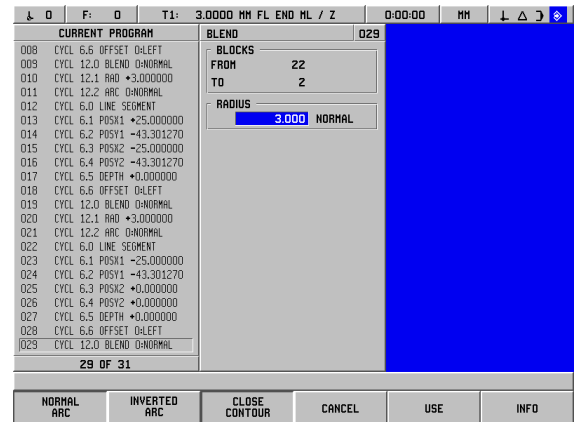 0 F: 0 T1: 3.0000 MM FL END ML / Z 0:00:00 MM
CURRENT PROGRAM
008 CYCL 6.6 OFFSET 0:LEFT
009 CYCL 12.0 BLEND 0:NORMAL
010 CYCL 12.1 RAD +3.000000
011 CYCL 12.2 ARC 0:NORMAL
012 CYCL 6.0 LINE SEGMENT
013 CYCL 6.1 POSX1 +25.000000
014 CYCL 6.2 POSY1 -43.301270
015 CYCL 6.3 POSX2 -25.000000
016 CYCL 6.4 POSY2 -43.301270
017 CYCL 6.5 DEPTH +0.000000
018 CYCL 6.6 OFFSET 0:LEFT
019 CYCL 12.0 BLEND 0:NORMAL
020 CYCL 12.1 RAD +3.000000
021 CYCL 12.2 ARC 0:NORMAL
022 CYCL 6.0 LINE SEGMENT
023 CYCL 6.1 POSX1 -25.000000
024 CYCL 6.2 POSY1 -43.301270
025 CYCL 6.3 POSX2 +0.000000
026 CYCL 6.4 POSY2 +0.000000
027 CYCL 6.5 DEPTH +0.000000
028 CYCL 6.6 OFFSET 0:LEFT
029 CYCL 12.0 BLEND 0:NORMAL
29 OF 31
BLEND 029
BLOCKS
FROM 22
TO 2
RADIUS
3.000 NORMAL
NORMAL ARC
INVERTED ARC
CLOSE CONTOUR
CANCEL
USE
INFO